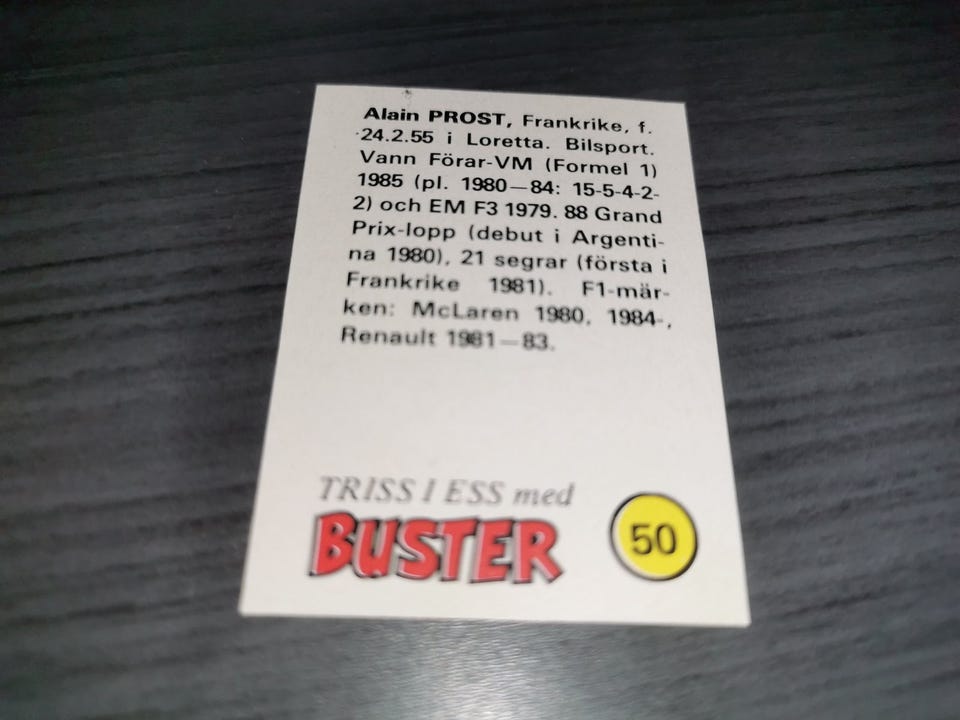 Alain PROST, Frankrike, f.
24.2.55 i Loretta. Bilsport.
Vann Förar-VM (Formel 1)
1985 (pl. 1980—84: 15-5-4-2-
2) och EM F3 1979. 88 Grand
Prix-lopp (debut i Argenti-
na 1980), 21 segrar (första i
Frankrike 1981). F1-mär-
ken: McLaren 1980, 1984-,
Renault 1981—83.
TRISS I ESS med
BUSTER
50